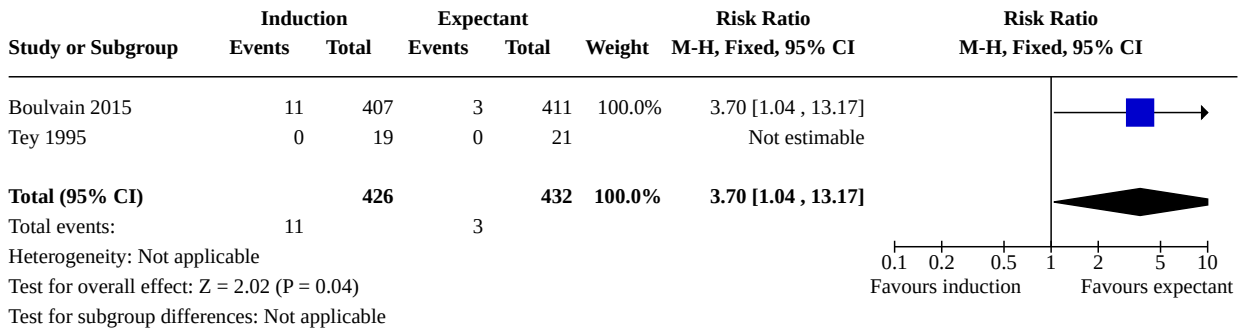 Induction Expectant Risk Ratio Risk Ratio
Study or Subgroup Events Total Events Total Weight M-H, Fixed, 95% CI M-H, Fixed, 95% CI
Boulvain 2015 11 407 3 411 100.0% 3.70 [1.04 , 13.17]
Tey 1995 0 19 0 21 Not estimable
Total (95% CI) 426 432 100.0% 3.70 [1.04 , 13.17]
Total events: 11 3
Heterogeneity: Not applicable
Test for overall effect: Z = 2.02 (P = 0.04)
Test for subgroup differences: Not applicable
0.1 0.2 0.5 1 2 5 10
Favours induction Favours expectant